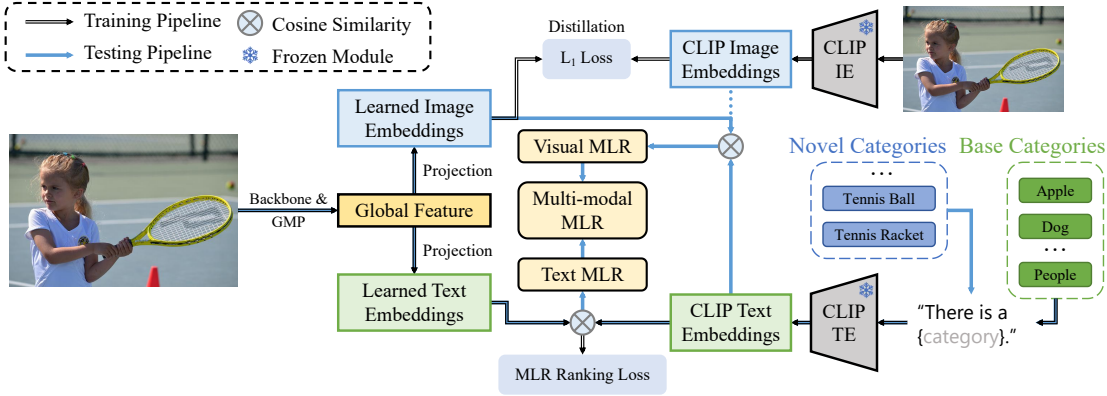 Training Pipeline
Cosine Similarity
Testing Pipeline
Frozen Module
Distillation
L₁ Loss
CLIP Image
Embeddings
CLIP
IE
Learned Image
Embeddings
Visual MLR
Novel Categories
Base Categories
...
Tennis Ball
Tennis Racket
Apple
Dog
...
People
Projection
Backbone &
GMP
Global Feature
Multi-modal
MLR
Projection
Text MLR
Learned Text
Embeddings
CLIP Text
Embeddings
CLIP
TE
“There is a
{category}.”
MLR Ranking Loss